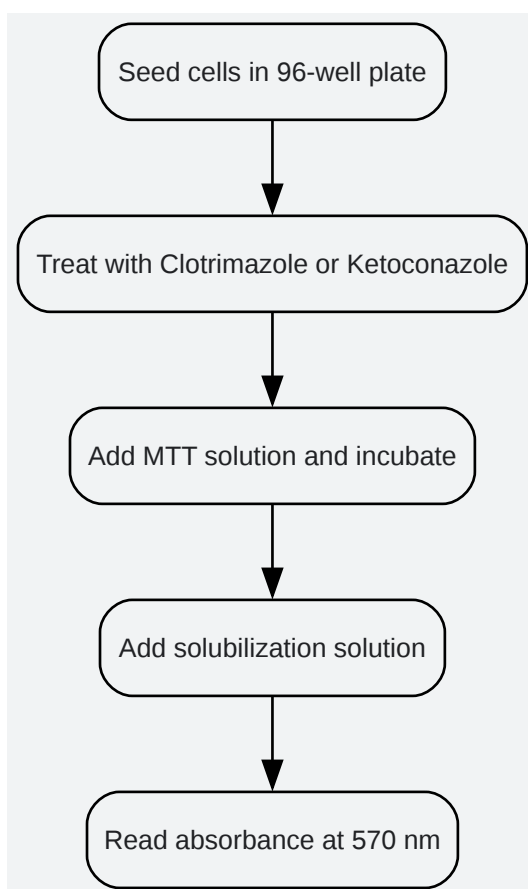 Seed cells in 96-well plate
Treat with Clotrimazole or Ketoconazole
Add MTT solution and incubate
Add solubilization solution
Read absorbance at 570 nm